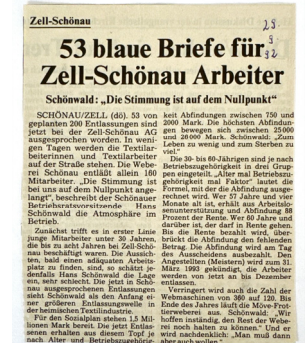 Zell-Schönau
29
9
92
53 blaue Briefe für
Zell-Schönau Arbeiter
Schönwald: „Die Stimmung ist auf dem Nullpunkt“
SCHÖNAU/ZELL (dö). 53 von
geplanten 200 Entlassungen sind
jetzt bei der Zell-Schönau AG
ausgesprochen worden. In weni-
gen Tagen werden die Textilar-
beiterinnen und Textilarbeiter
auf der Straße stehen. Die Webe-
rei Schönau entläßt allein 160
Mitarbeiter. „Die Stimmung ist
bei uns auf dem Nullpunkt ange-
langt“, beschreibt der Schönauer
Betriebsratsvorsitzende Hans
Schönwald die Atmosphäre im
Betrieb.
Zunächst trifft es in erster Linie
junge Mitarbeiter unter 30 Jahren,
die bis zu acht Jahren bei Zell-Schö-
nau beschäftigt waren. Die Aussich-
ten, bald einen adäquaten Arbeits-
platz zu finden, sind, so schätzt je-
denfalls Hans Schönwald die Lage
ein, sehr schlecht. Die jetzt in Schö-
nau ausgesprochenen Entlassungen
sieht Schönwald als den Anfang ei-
ner größeren Entlassungswelle in
der heimischen Textilindustrie.
Für den Sozialplan stehen 1,5 Mil-
lionen Mark bereit. Die jetzt Entlas-
senen erhalten aus diesem Topf je
nach Alter und Betriebszugehörig-
keit Abfindungen zwischen 750 und
2000 Mark. Die höchsten Abfindun-
gen bewegen sich zwischen 25000
und 26000 Mark. Schönwald: „Zum
Leben zu wenig und zum Sterben zu
viel.“
Die 30- bis 60-Jährigen sind je nach
Betriebszugehörigkeit in drei Grup-
pen eingeteilt. „Alter mal Betriebszu-
gehörigkeit mal Faktor“ lautet die
Formel, mit der die Abfindung ausge-
rechnet wird. Wer 57 Jahre und vier
Monate alt ist, erhält aus Arbeitslo-
senunterstützung und Abfindung 88
Prozent der Rente. Wer 60 Jahre und
darüber ist, der darf in Rente gehen.
Bis die Rente bezahlt wird, über-
brückt die Abfindung den fehlenden
Betrag. Die Abfindung wird am Tag
des Ausscheidens ausbezahlt. Den
Angestellten (Meistern) wird zum 31.
März 1993 gekündigt, die Arbeiter
werden von jetzt an bis Dezember
entlassen.
Verringert wird auch die Zahl der
Webmaschinen von 360 auf 120. Bis
Ende des Jahres läuft die Möve-Frot-
tierweberei aus. Schönwald: „Wir
hoffen inständig, den Rest der Webe-
rei noch halten zu können.“ Und er
wird nachdenklich: „Man muß dann
aber auch wollen.“